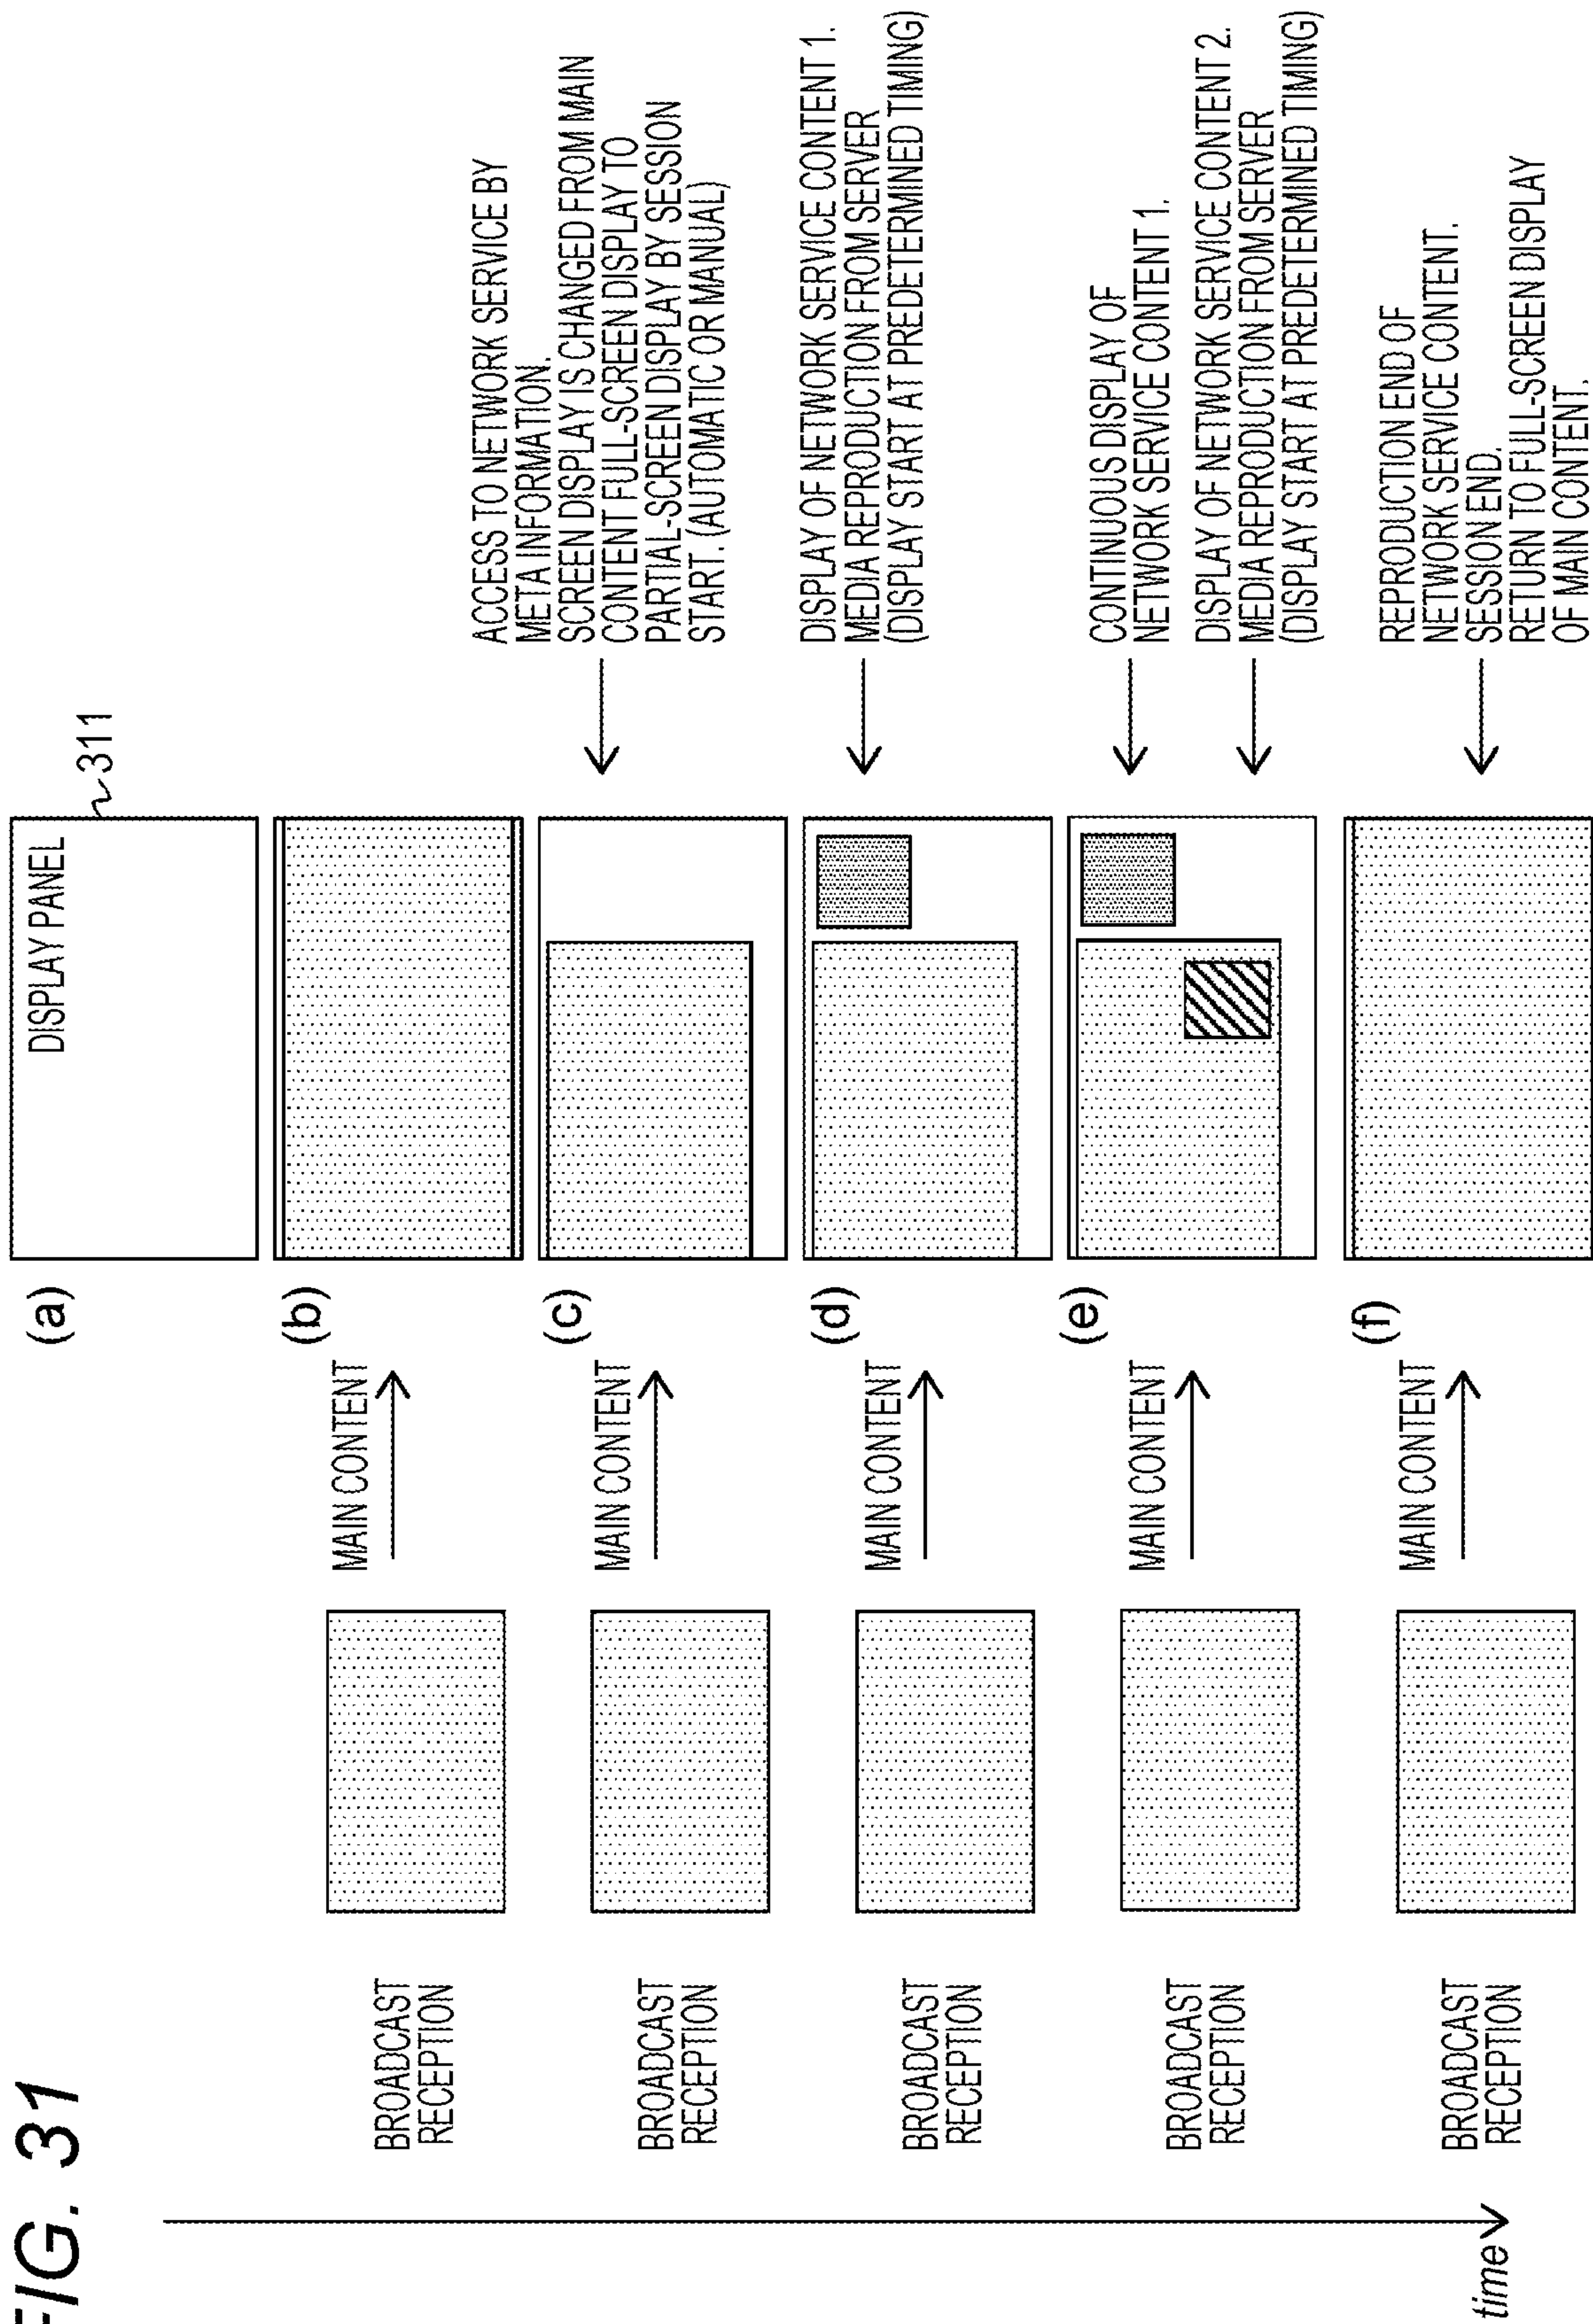 FIG. 31
(a)
DISPLAY PANEL
311
BROADCAST
RECEPTION
MAIN CONTENT
(b)
BROADCAST
RECEPTION
MAIN CONTENT
(c)
ACCESS TO NETWORK SERVICE BY
META INFORMATION.
SCREEN DISPLAY IS CHANGED FROM MAIN
CONTENT FULL-SCREEN DISPLAY TO
PARTIAL-SCREEN DISPLAY BY SESSION
START. (AUTOMATIC OR MANUAL)
BROADCAST
RECEPTION
MAIN CONTENT
(d)
DISPLAY OF NETWORK SERVICE CONTENT 1.
MEDIA REPRODUCTION FROM SERVER
(DISPLAY START AT PREDETERMINED TIMING)
BROADCAST
RECEPTION
MAIN CONTENT
(e)
CONTINUOUS DISPLAY OF
NETWORK SERVICE CONTENT 1.
DISPLAY OF NETWORK SERVICE CONTENT 2.
MEDIA REPRODUCTION FROM SERVER
(DISPLAY START AT PREDETERMINED TIMING)
BROADCAST
RECEPTION
MAIN CONTENT
(f)
REPRODUCTION END OF
NETWORK SERVICE CONTENT.
SESSION END.
RETURN TO FULL-SCREEN DISPLAY
OF MAIN CONTENT.
time